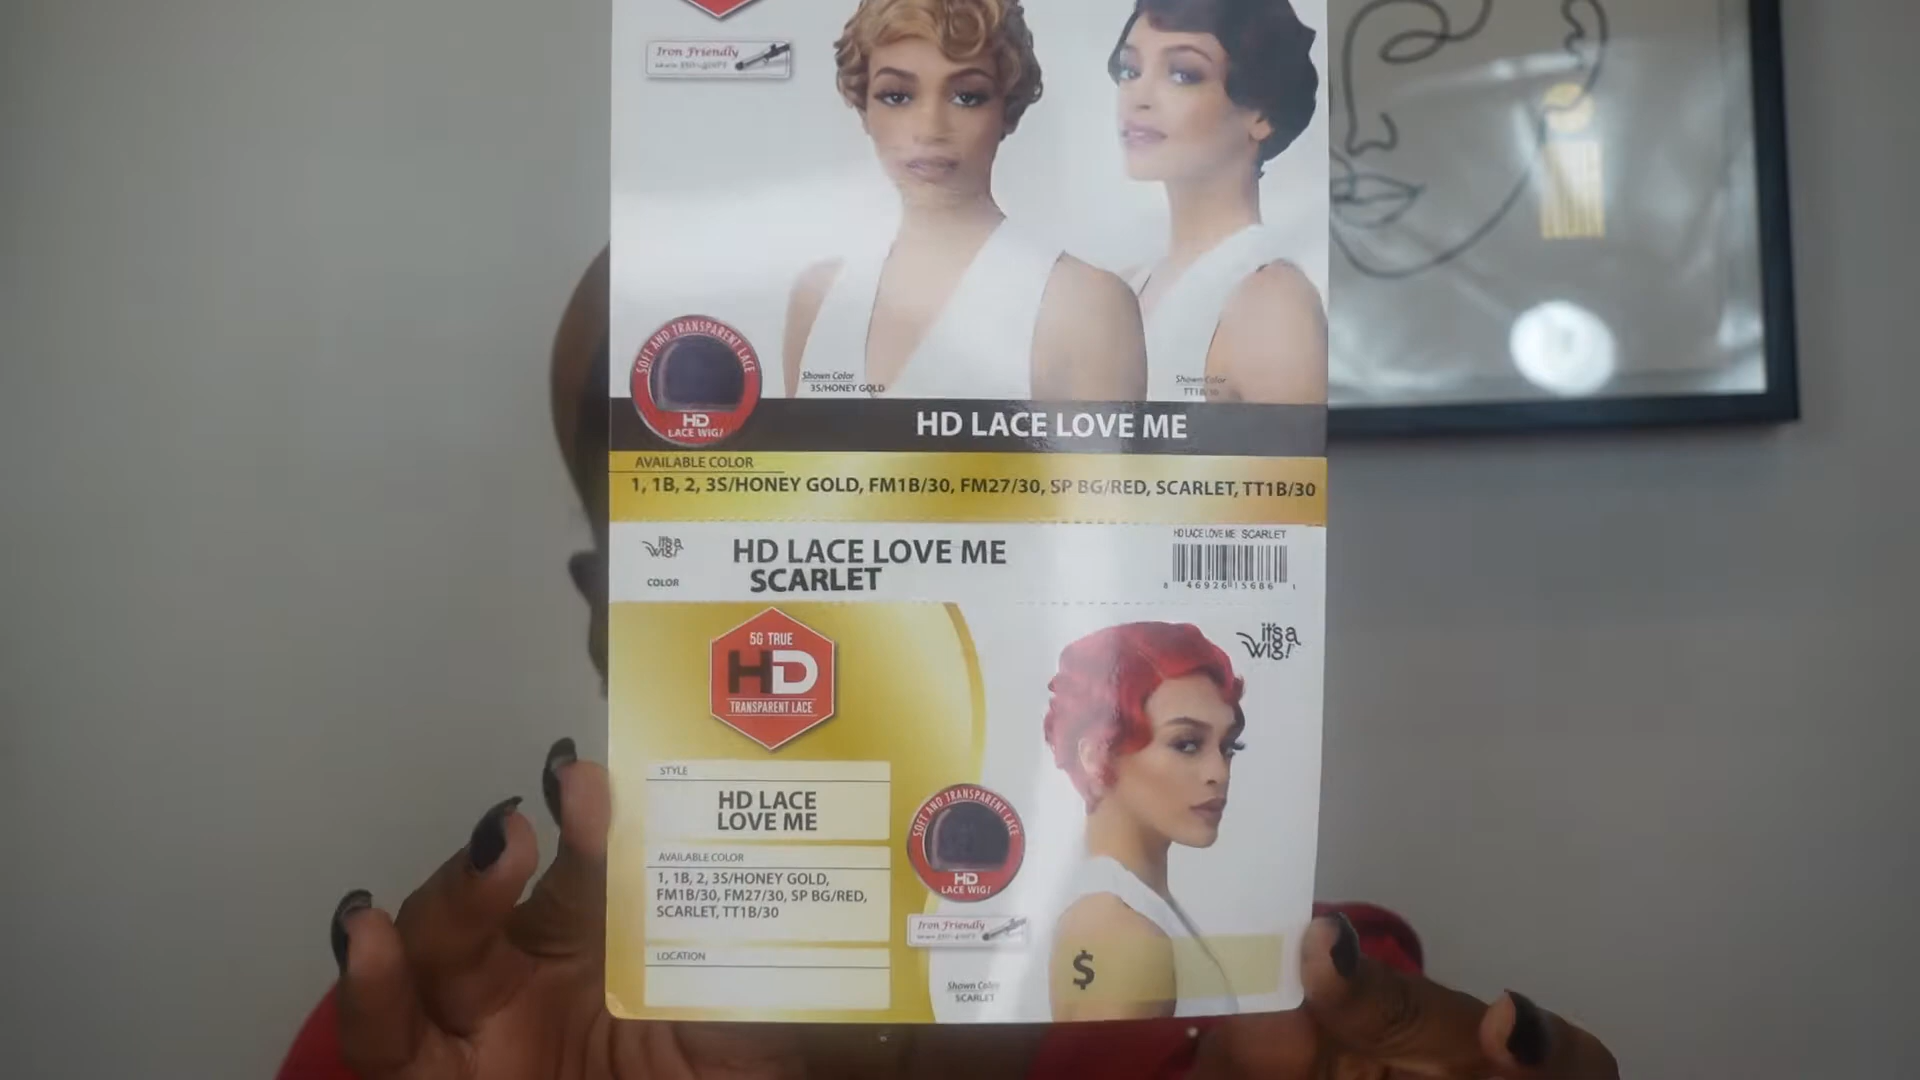 Iron Friendly
SOFT AND TRANSPARENT LACE
HD
LACE WIG!
Shown Color
3S/HONEY GOLD
Shown Color
HD LACE LOVE ME
AVAILABLE COLOR
1, 1B, 2, 3S/HONEY GOLD, FM1B/30, FM27/30, SP BG/RED, SCARLET, TT1B/30
it's a
wig!
COLOR
HD LACE LOVE ME
SCARLET
HD LACE LOVE ME SCARLET
8 46926 15686 1
5G TRUE
HD
TRANSPARENT LACE
it's a
wig!
STYLE
HD LACE
LOVE ME
AVAILABLE COLOR
1, 1B, 2, 3S/HONEY GOLD,
FM1B/30, FM27/30, SP BG/RED,
SCARLET, TT1B/30
LOCATION
SOFT AND TRANSPARENT LACE
HD
LACE WIG!
Iron Friendly
Shown Color
SCARLET
$